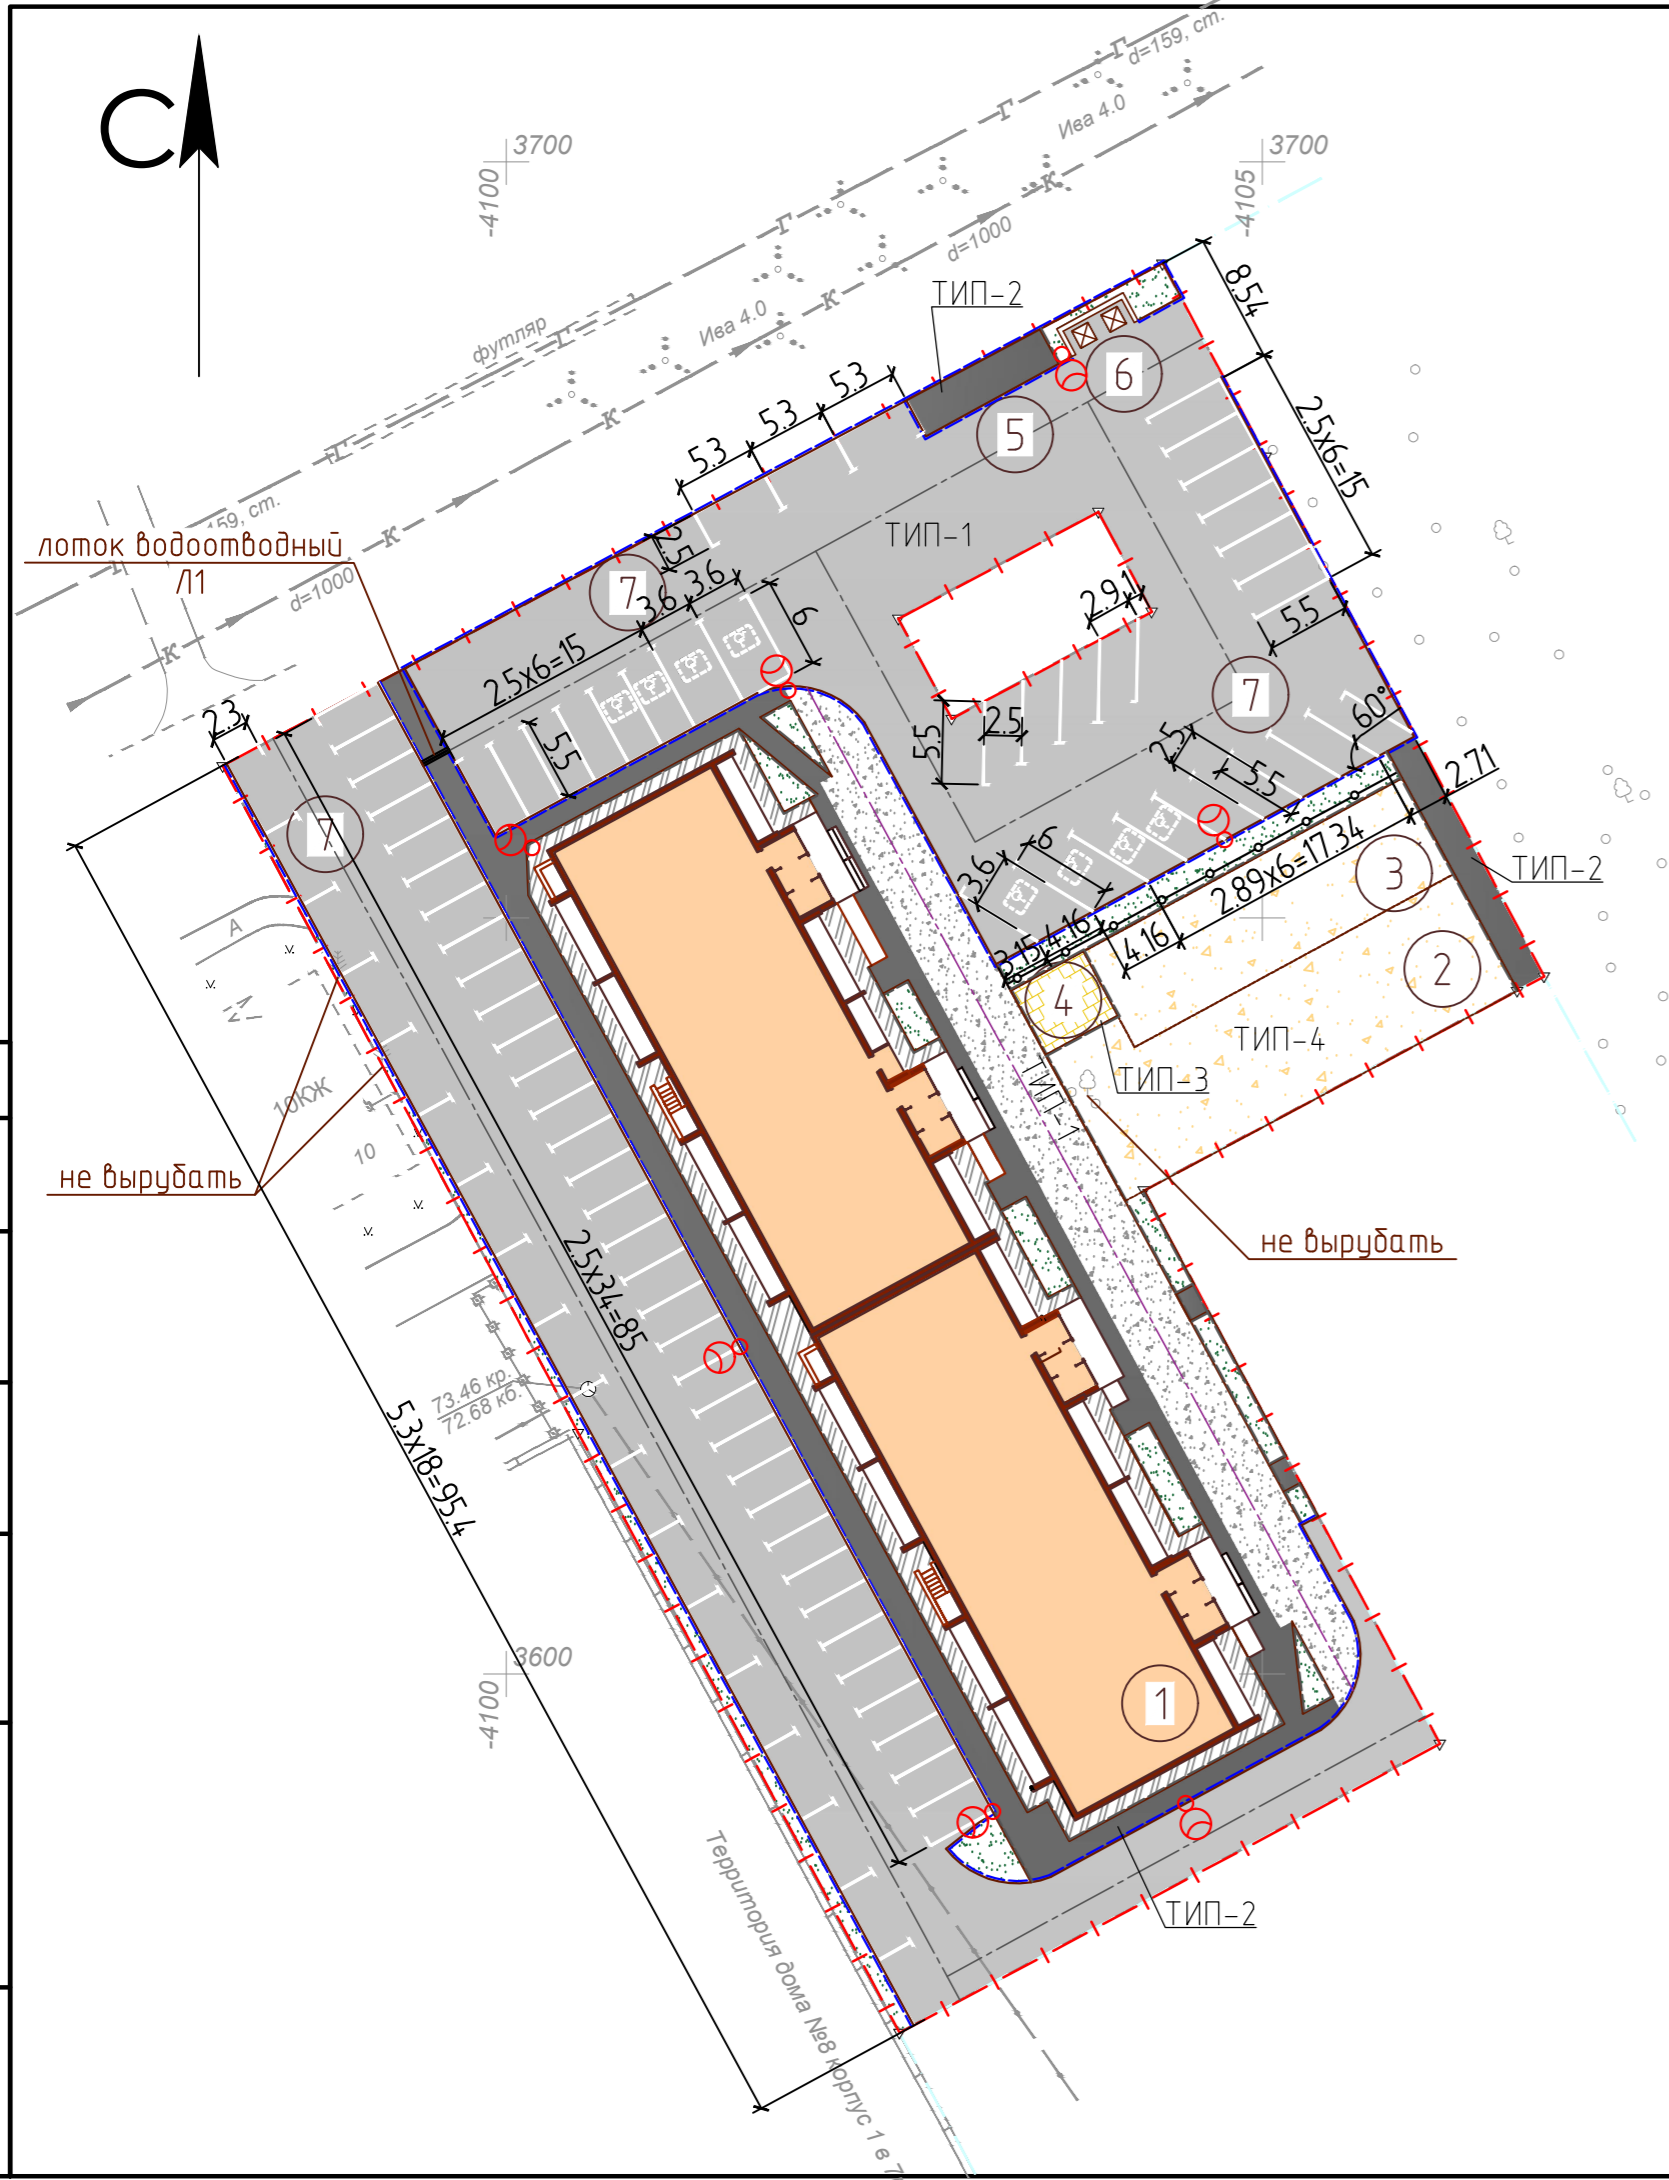 С
3700
-4100
3700
-4105
d=159, ст.
Г
Г
Ива 4.0
К
d=1000
Г
К
Ива 4.0
футляр
Г
К
ТИП-2
8.54
5.3
5.3
5.3
6
5
2.5х6=15
Г
159, ст.
К
лоток водоотводный
Л1
Г
d=1000
К
2.5
7
3.6
3.6
6
2.5х6=15
ТИП-1
2.91
5.5
7
60°
2.3
5.5
5.5
2.5
2.5
5.5
2.71
7
3.6
6
2.89х6=17.34
3
ТИП-2
А
3.15
4.16
4.16
2
4
ТИП-4
ТИП-3
10КЖ
10
не вырубать
не вырубать
2.5х34=85
73.46 кр.
72.68 кб.
5.3х18=95.4
3600
-4100
1
ТИП-2
Территория дома №8 корпус 1 в 7